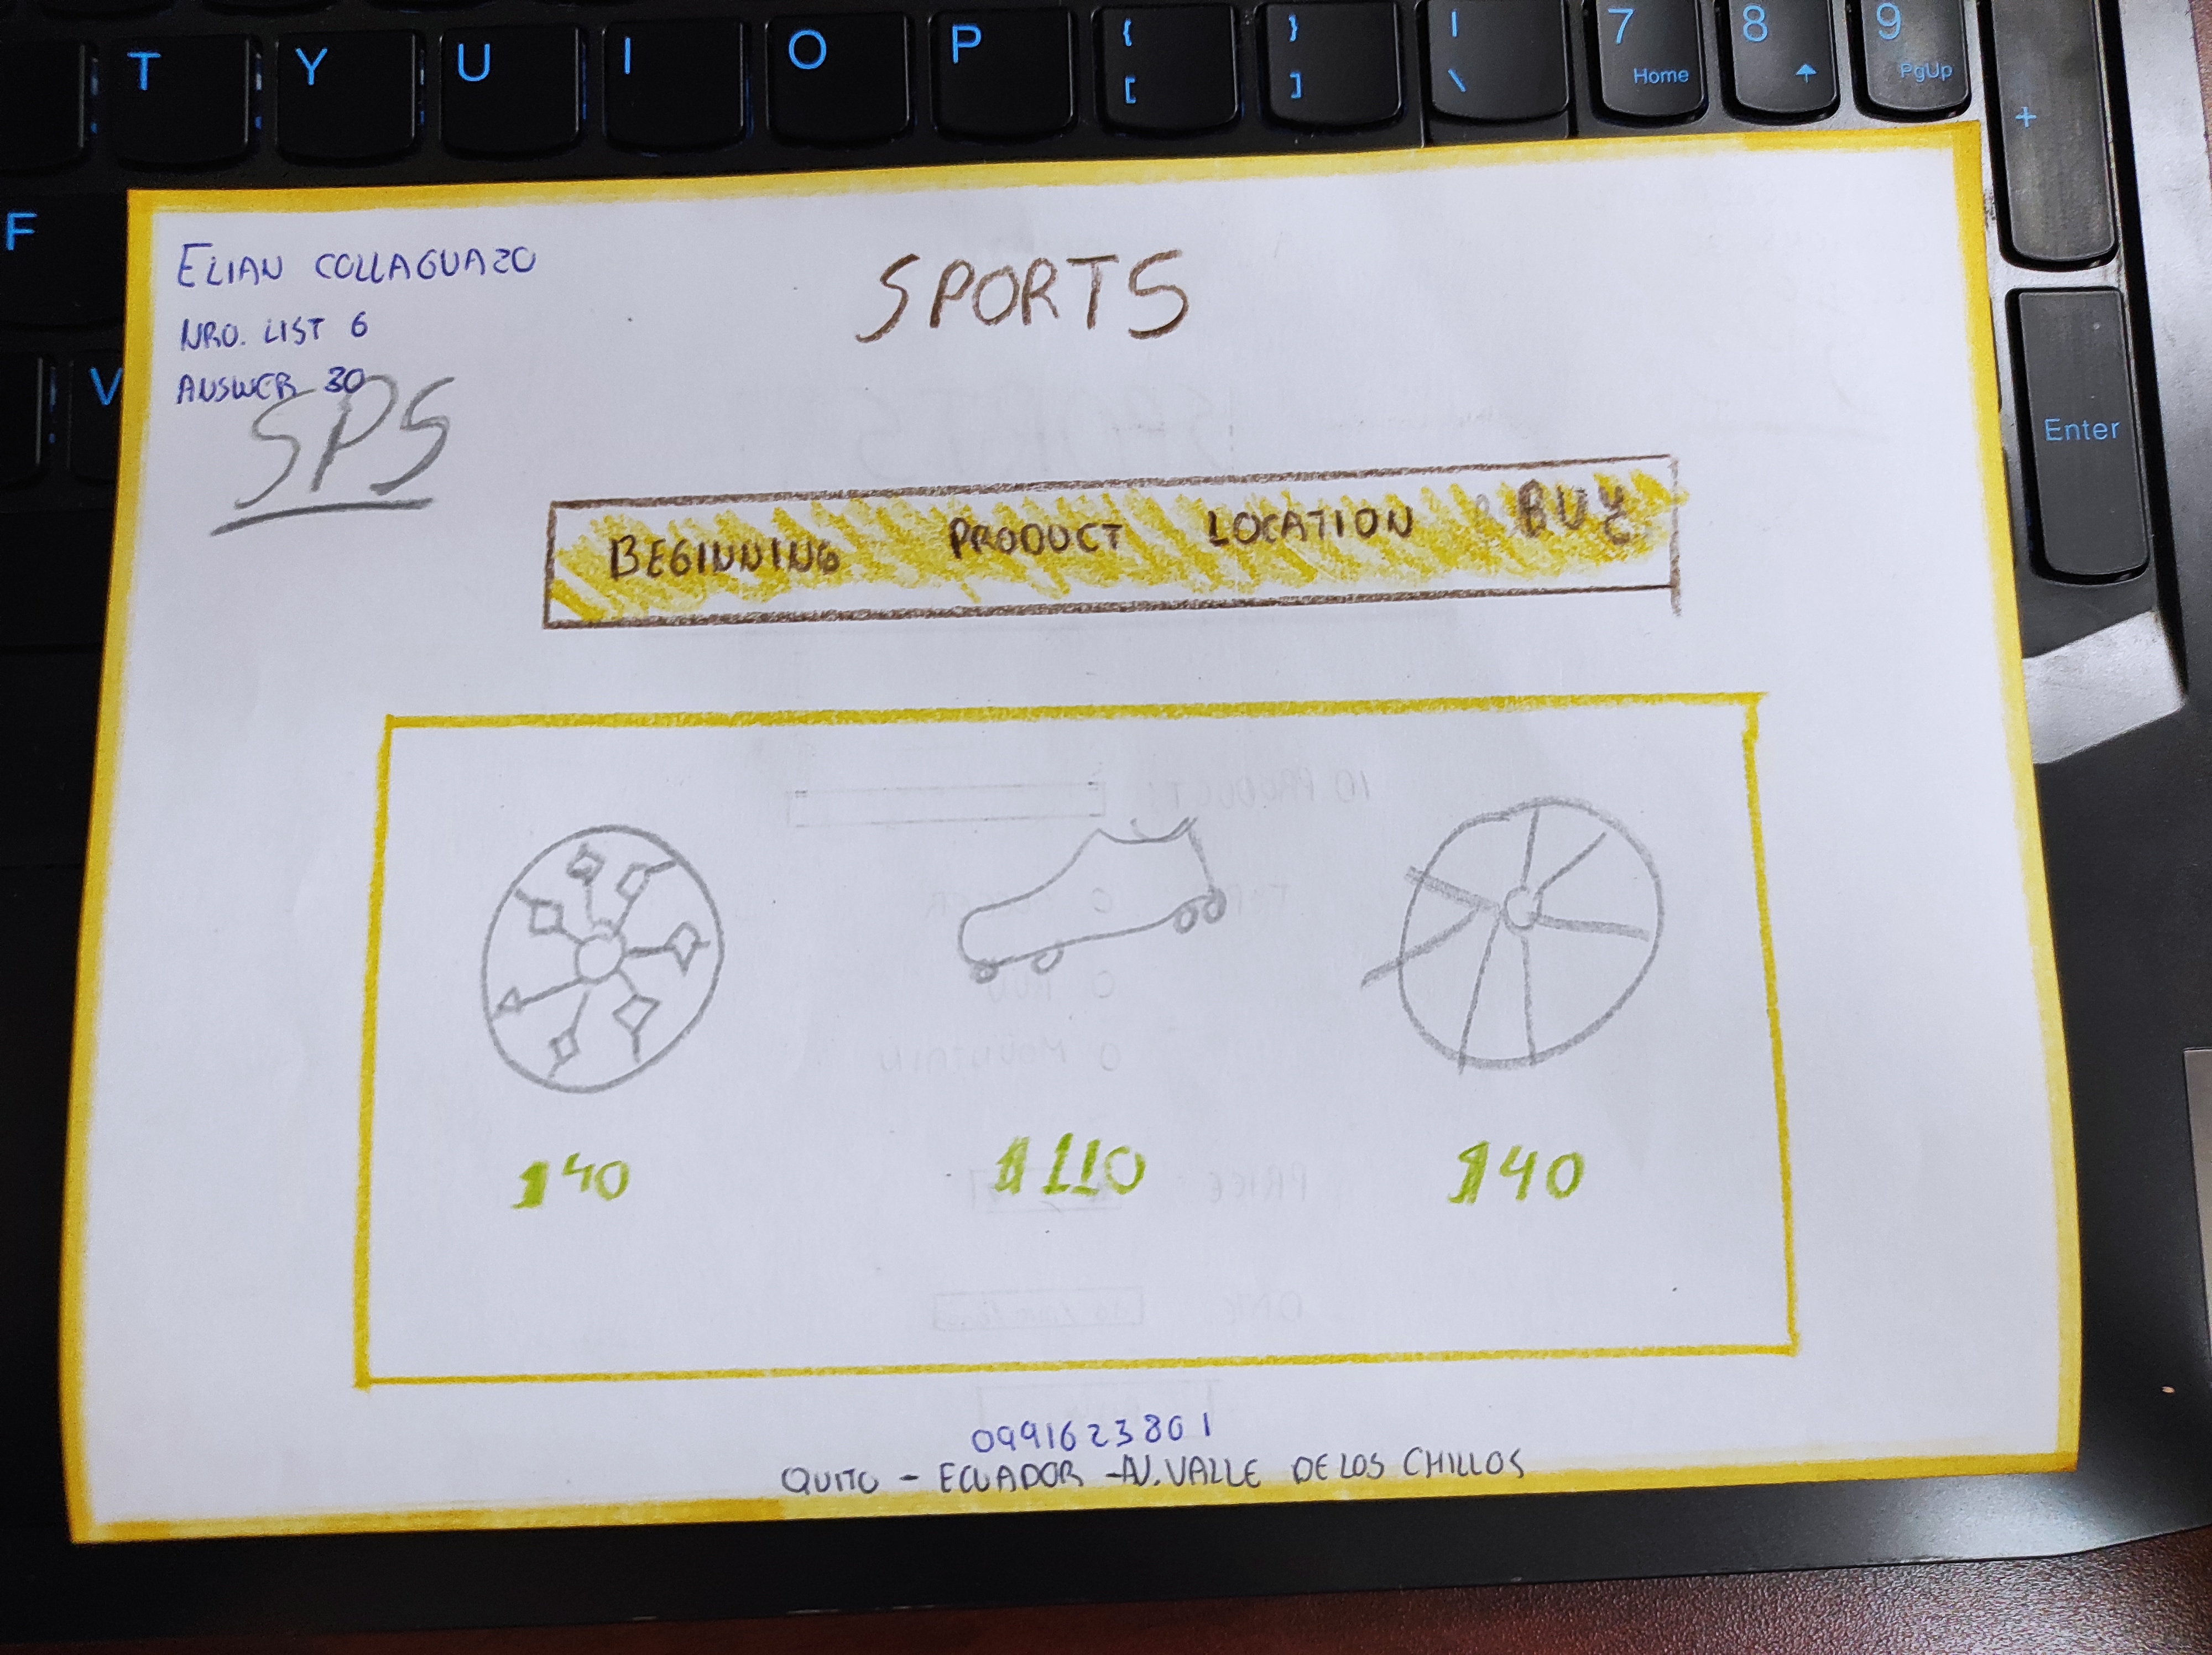 T Y U I O P { [ } ] | \ 7 Home 8 9 PgUp +
F
V
Enter
ELIAN COLLAGUAZO
NRO. LIST 6
ANSWER 30
SPS
SPORTS
BEGINNING PRODUCT LOCATION BUY
$40 $110 $40
0991623801
QUITO - ECUADOR - AV. VALLE DE LOS CHILLOS